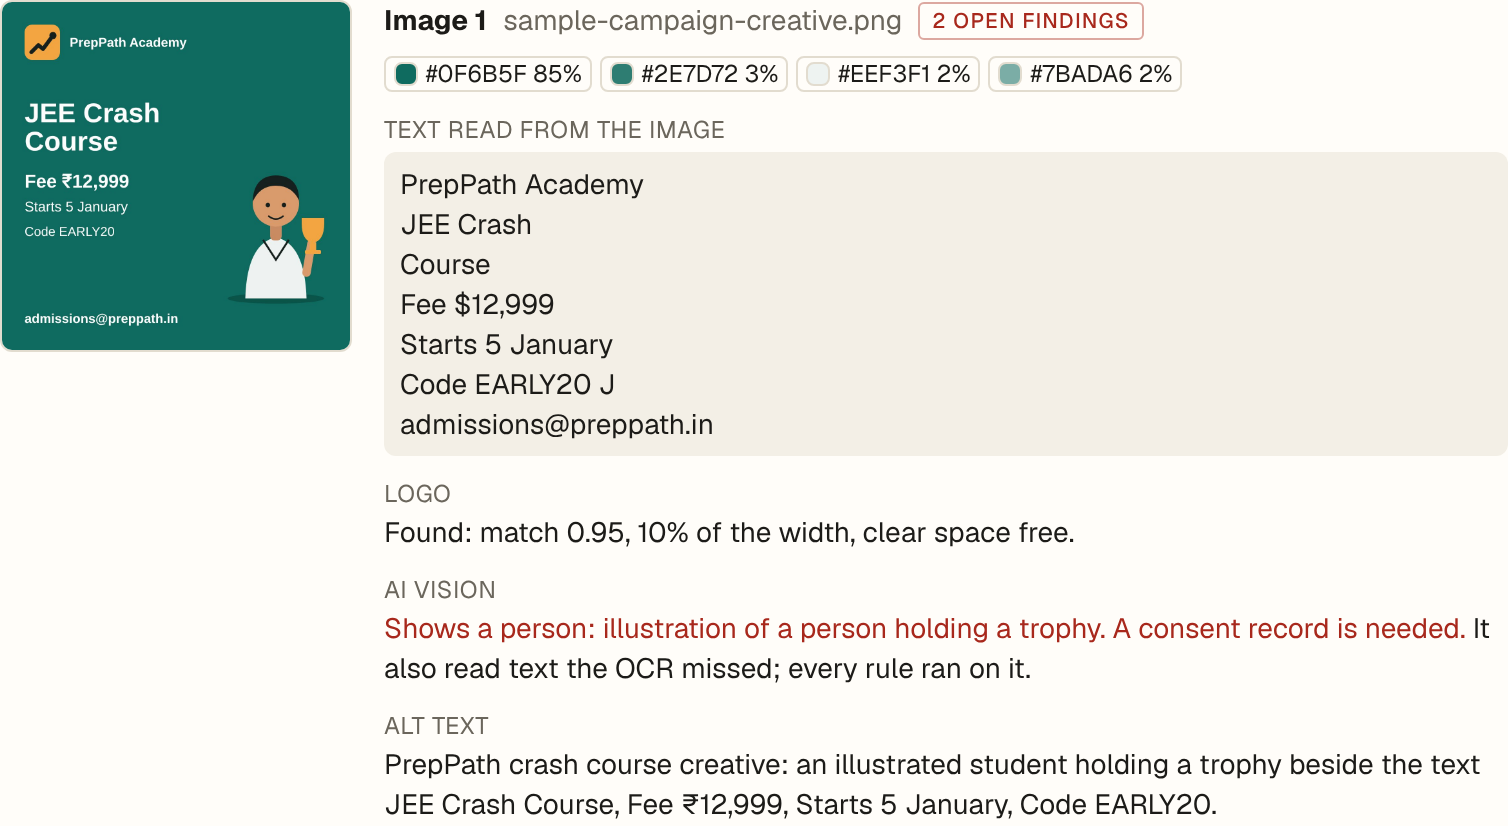 PrepPath Academy
JEE Crash
Course
Fee ₹12,999
Starts 5 January
Code EARLY20
admissions@preppath.in
Image 1 sample-campaign-creative.png 2 OPEN FINDINGS
#0F6B5F 85% #2E7D72 3% #EEF3F1 2% #7BADA6 2%
TEXT READ FROM THE IMAGE
PrepPath Academy
JEE Crash
Course
Fee $12,999
Starts 5 January
Code EARLY20 J
admissions@preppath.in
LOGO
Found: match 0.95, 10% of the width, clear space free.
AI VISION
Shows a person: illustration of a person holding a trophy. A consent record is needed. It
also read text the OCR missed; every rule ran on it.
ALT TEXT
PrepPath crash course creative: an illustrated student holding a trophy beside the text
JEE Crash Course, Fee ₹12,999, Starts 5 January, Code EARLY20.